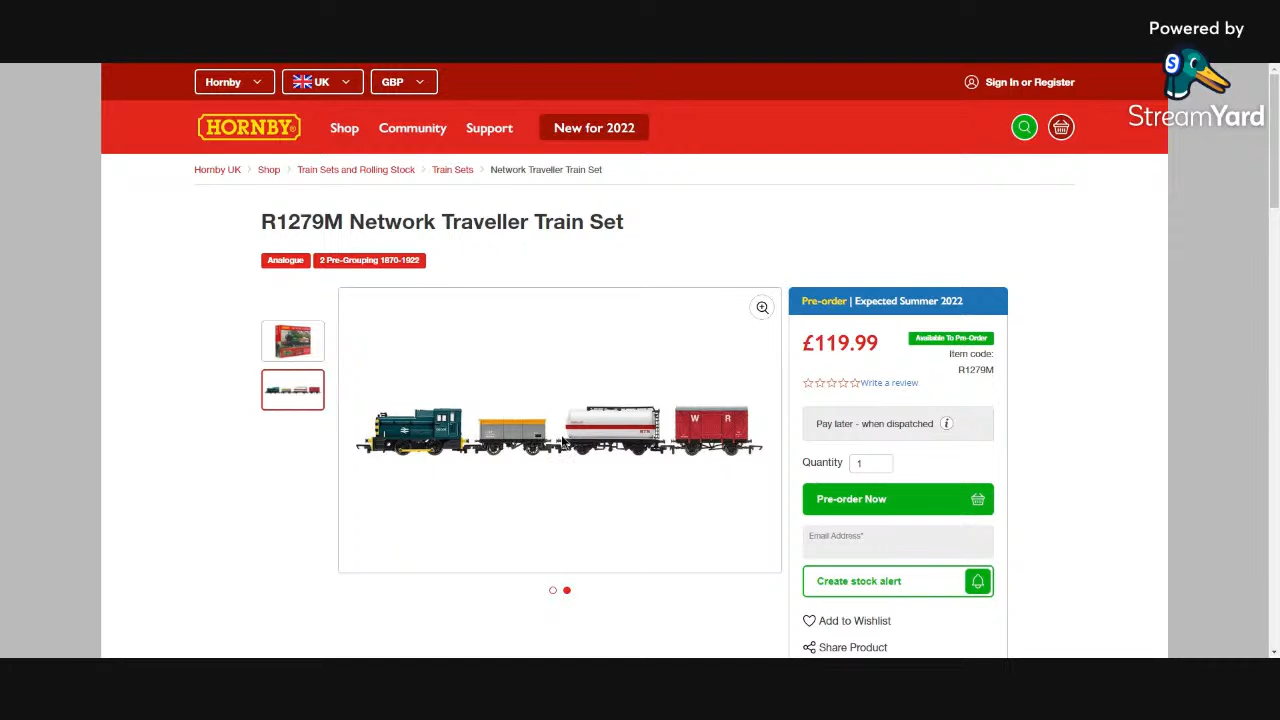 Powered by
StreamYard
Hornby
UK
GBP
Sign In or Register
HORNBY
Shop
Community
Support
New for 2022
Hornby UK
Shop
Train Sets and Rolling Stock
Train Sets
Network Traveller Train Set
R1279M Network Traveller Train Set
Analogue
2 Pre-Grouping 1870-1922
Pre-order | Expected Summer 2022
£119.99
Available To Pre-Order
Item code:
R1279M
Write a review
W R
Pay later - when dispatched
Quantity
1
Pre-order Now
Email Address*
Create stock alert
Add to Wishlist
Share Product